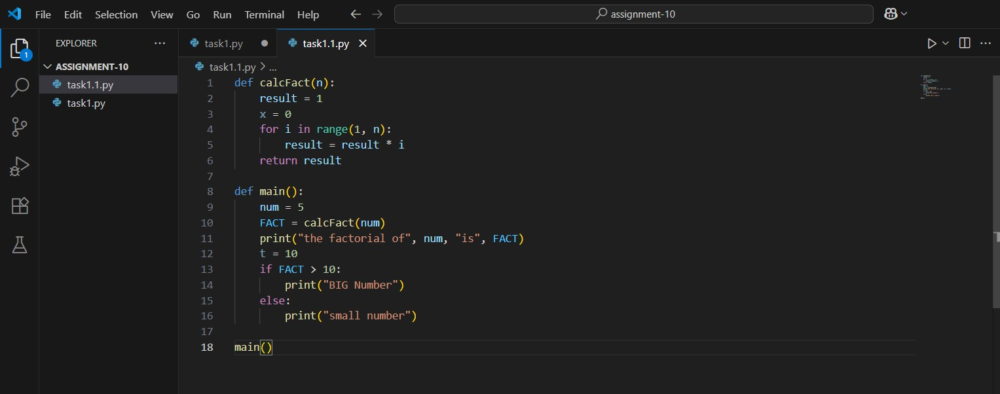 File Edit Selection View Go Run Terminal Help assignment-10
EXPLORER ...
task1.py task1.1.py
1
ASSIGNMENT-10
task1.1.py
task1.py
task1.1.py > ...
1 def calcFact(n):
2     result = 1
3     x = 0
4     for i in range(1, n):
5         result = result * i
6     return result
7
8 def main():
9     num = 5
10     FACT = calcFact(num)
11     print("the factorial of", num, "is", FACT)
12     t = 10
13     if FACT > 10:
14         print("BIG Number")
15     else:
16         print("small number")
17
18 main()